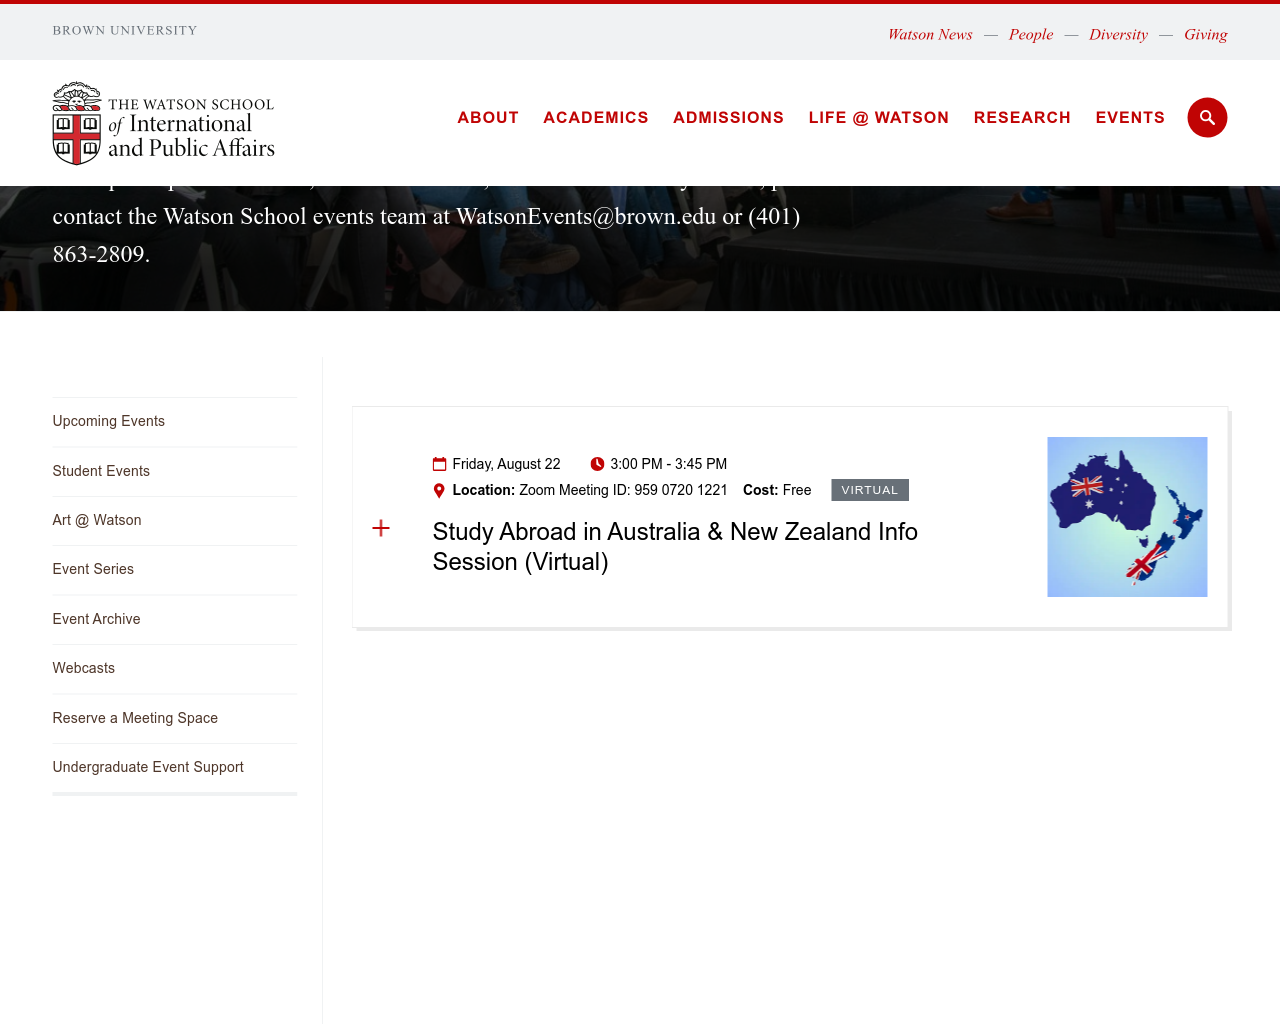 BROWN UNIVERSITY
Watson News — People — Diversity — Giving
THE WATSON SCHOOL
of International
and Public Affairs
ABOUT ACADEMICS ADMISSIONS LIFE @ WATSON RESEARCH EVENTS
contact the Watson School events team at WatsonEvents@brown.edu or (401)
863-2809.
Upcoming Events
Student Events
Art @ Watson
Event Series
Event Archive
Webcasts
Reserve a Meeting Space
Undergraduate Event Support
Friday, August 22 3:00 PM - 3:45 PM
Location: Zoom Meeting ID: 959 0720 1221 Cost: Free VIRTUAL
Study Abroad in Australia & New Zealand Info
Session (Virtual)